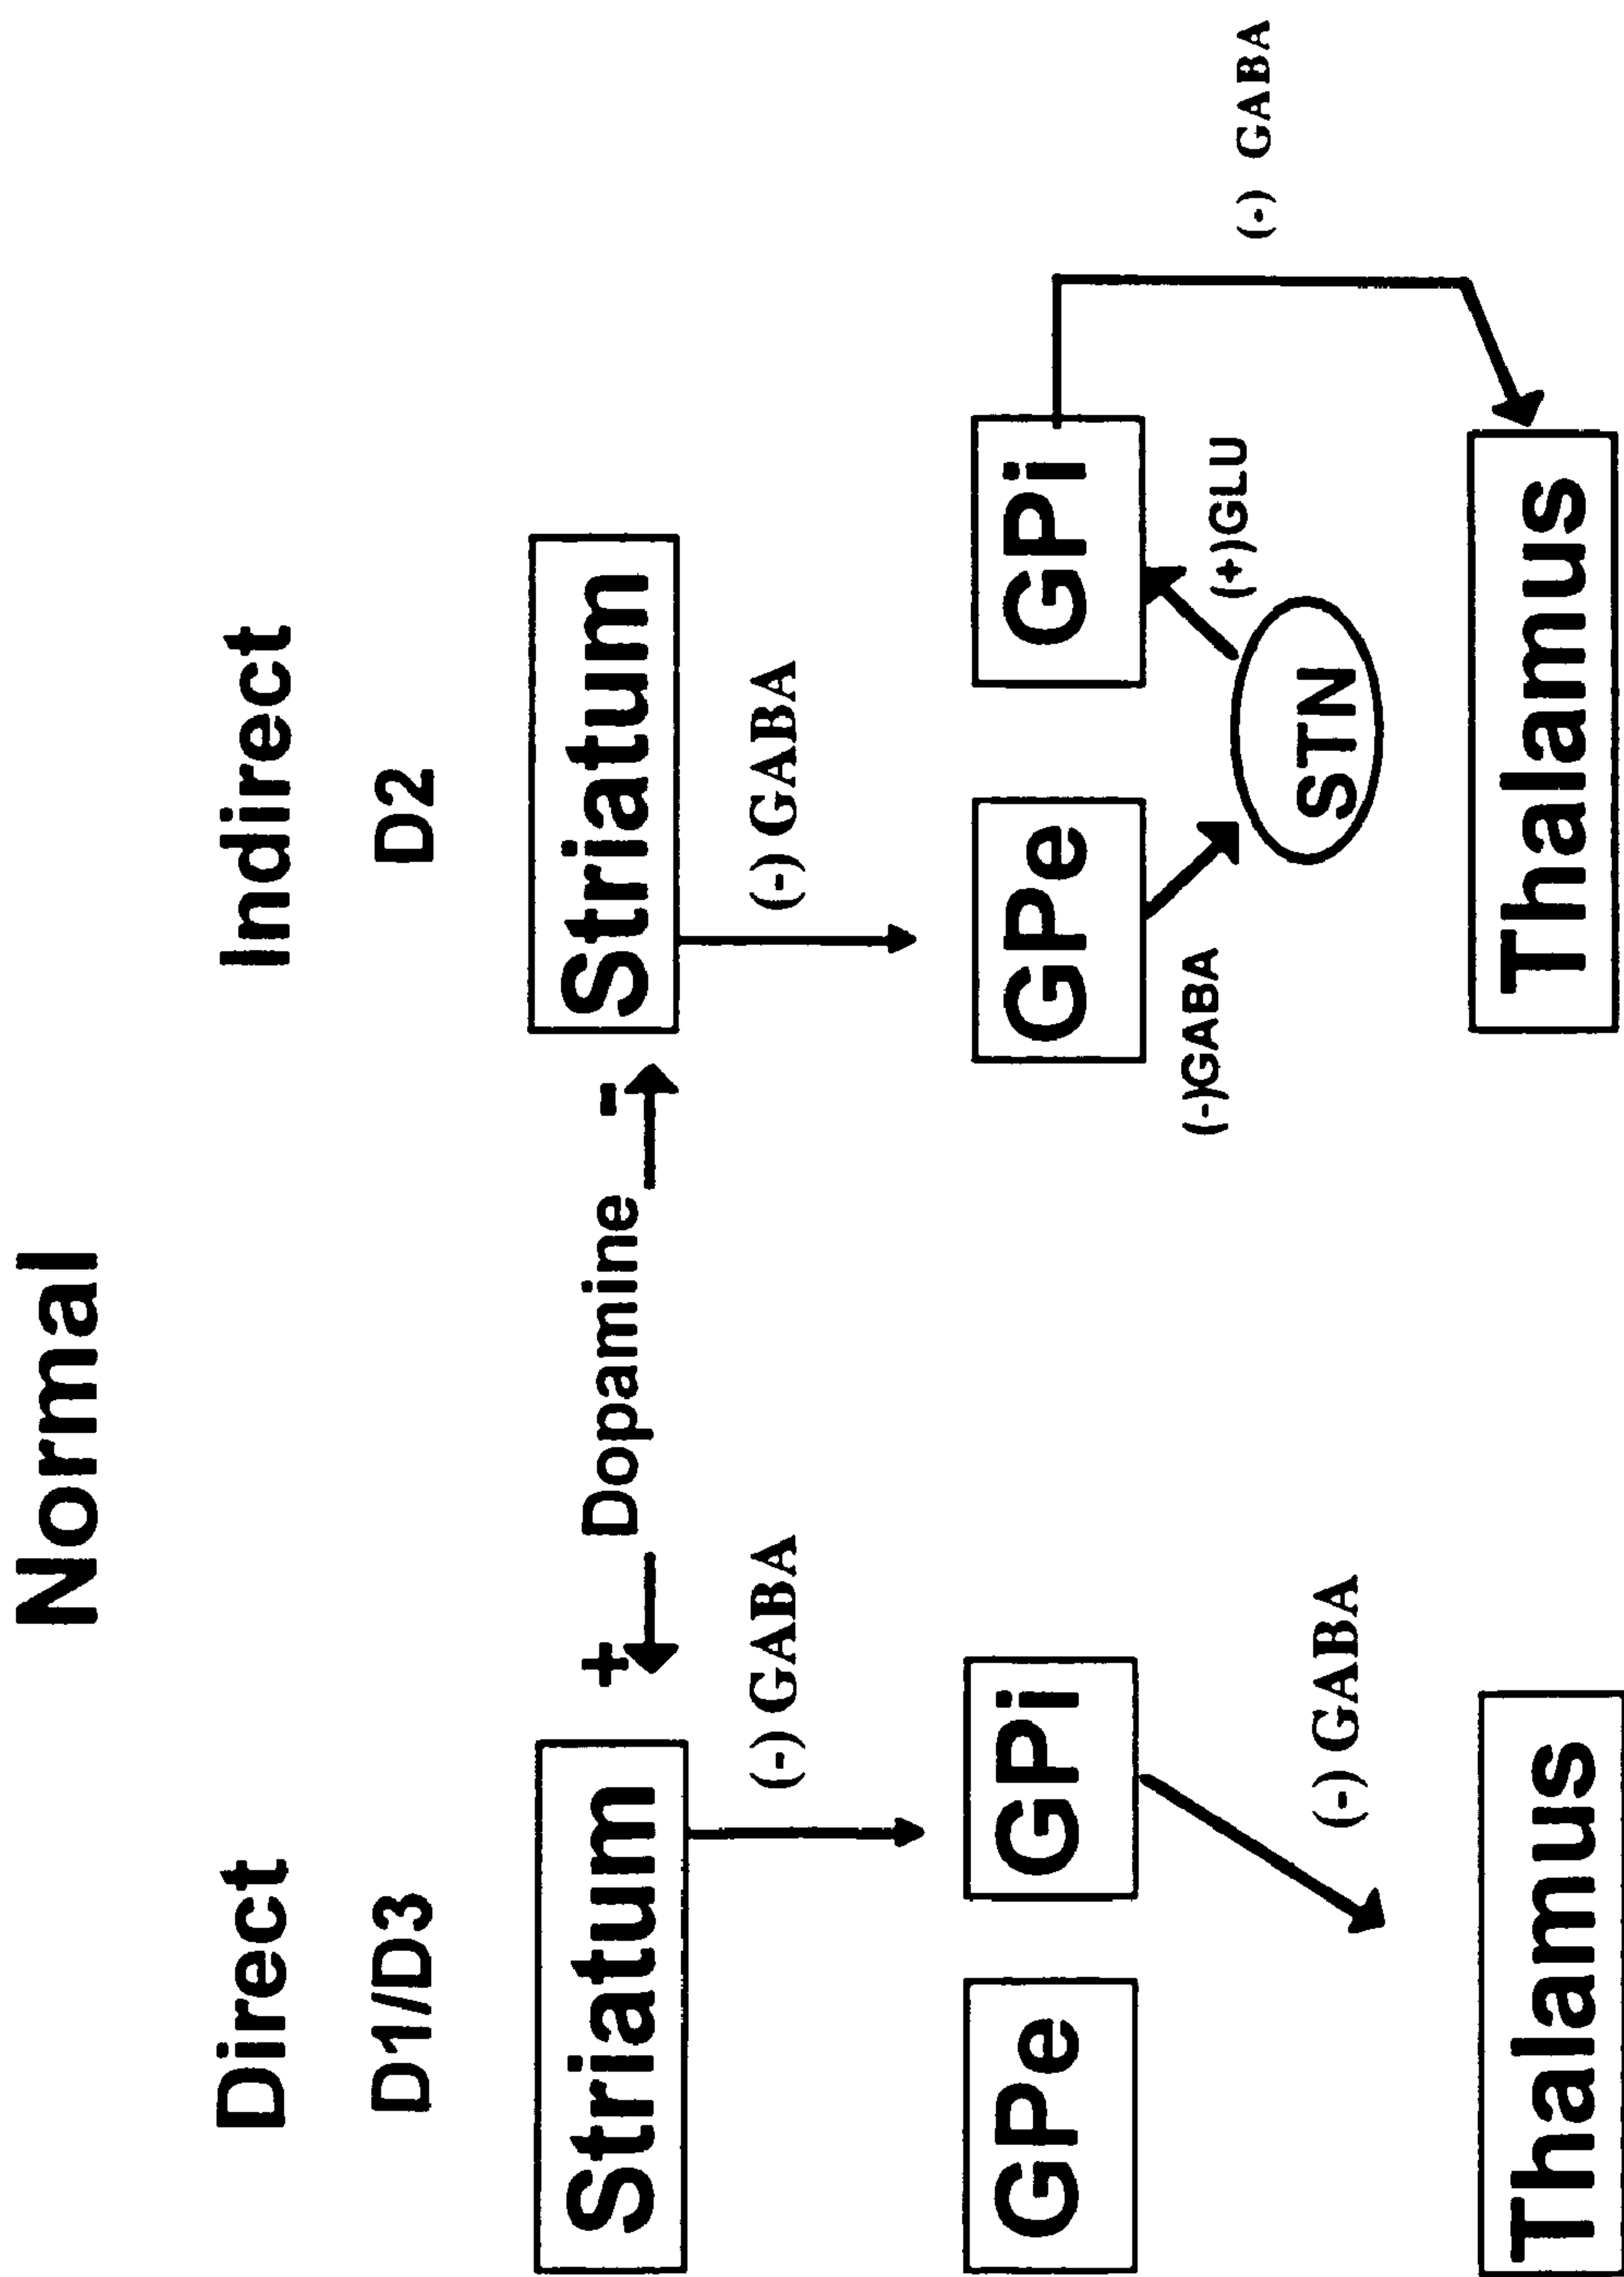 Normal
Direct Indirect
D1/D3 D2
Striatum + Dopamine - Striatum
(-) GABA (-) GABA
GPe GPi GPe GPi
(-)GABA (+)GLU
(-) GABA STN (-) GABA
Thalamus Thalamus